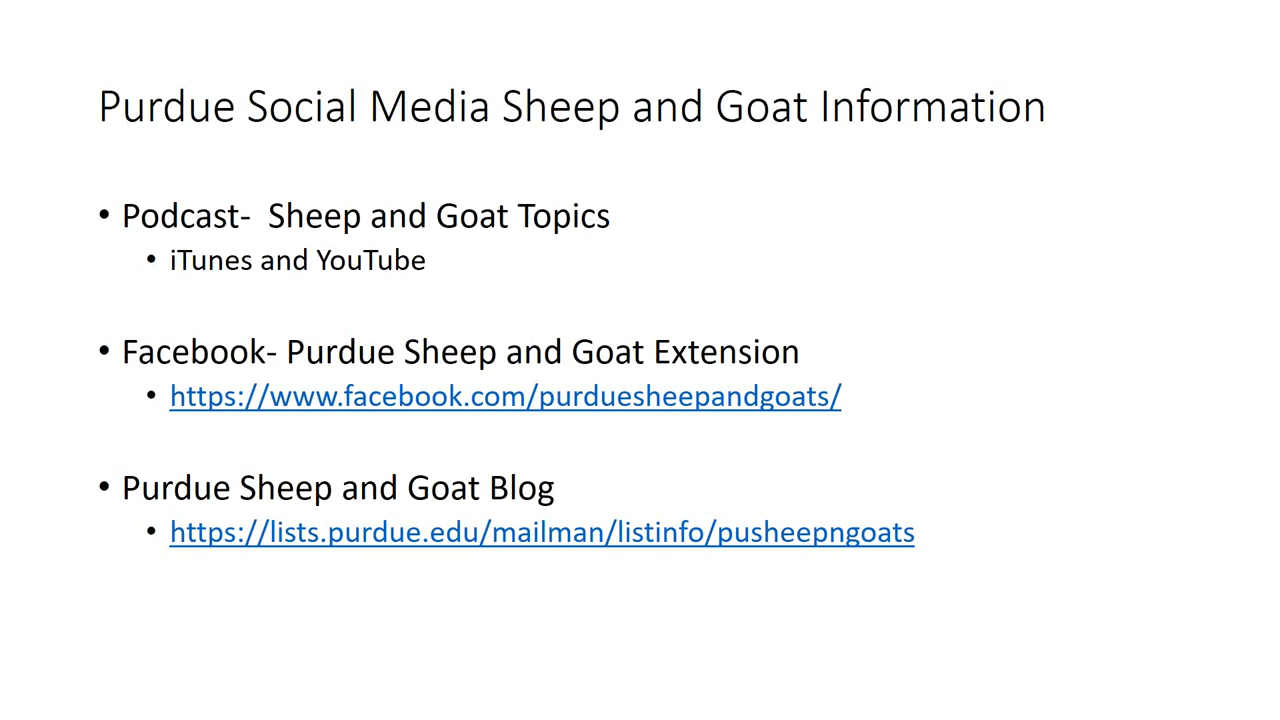 Purdue Social Media Sheep and Goat Information
• Podcast-  Sheep and Goat Topics
• iTunes and YouTube
• Facebook- Purdue Sheep and Goat Extension
• https://www.facebook.com/purduesheepandgoats/
• Purdue Sheep and Goat Blog
• https://lists.purdue.edu/mailman/listinfo/pusheepngoats